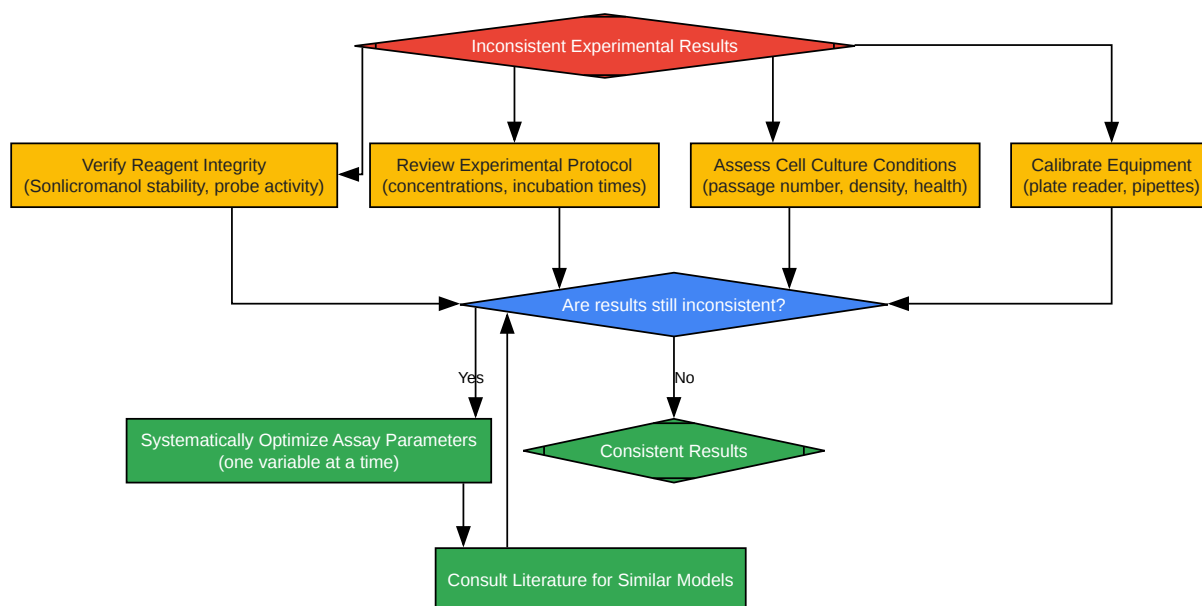 Inconsistent Experimental Results
Verify Reagent Integrity
(Sonlicromanol stability, probe activity)
Review Experimental Protocol
(concentrations, incubation times)
Assess Cell Culture Conditions
(passage number, density, health)
Calibrate Equipment
(plate reader, pipettes)
Are results still inconsistent?
Yes
No
Systematically Optimize Assay Parameters
(one variable at a time)
Consistent Results
Consult Literature for Similar Models